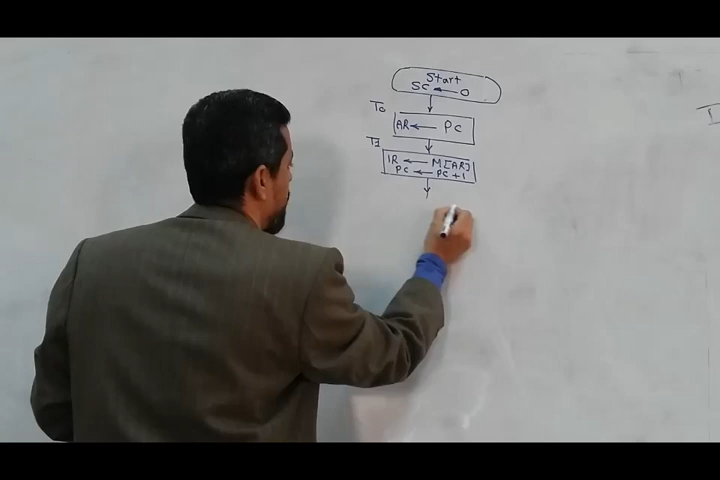 Start
SC ← 0
T0
AR ← PC
T1
IR ← M[AR]
PC ← PC + 1